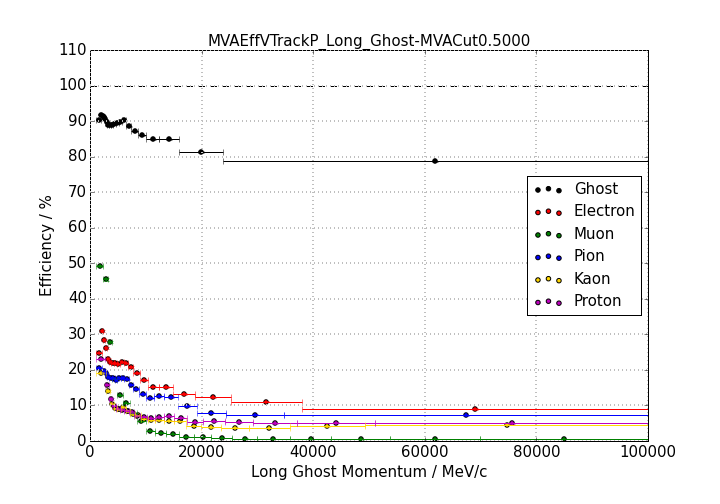 MVAEffVTrackP_Long_Ghost-MVACut0.5000
110
100
90
80
70
60
50
40
30
20
10
0
Efficiency / %
Ghost
Electron
Muon
Pion
Kaon
Proton
0 20000 40000 60000 80000 100000
Long Ghost Momentum / MeV/c